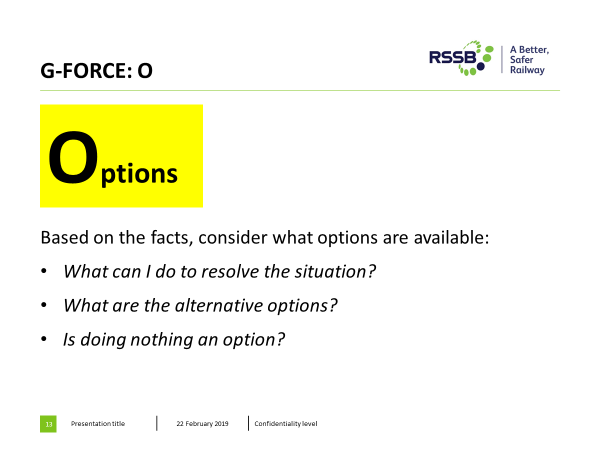 G-FORCE: O
RSSB
A Better,
Safer
Railway
Options
Based on the facts, consider what options are available:
• What can I do to resolve the situation?
• What are the alternative options?
• Is doing nothing an option?
13 Presentation title 22 February 2019 Confidentiality level